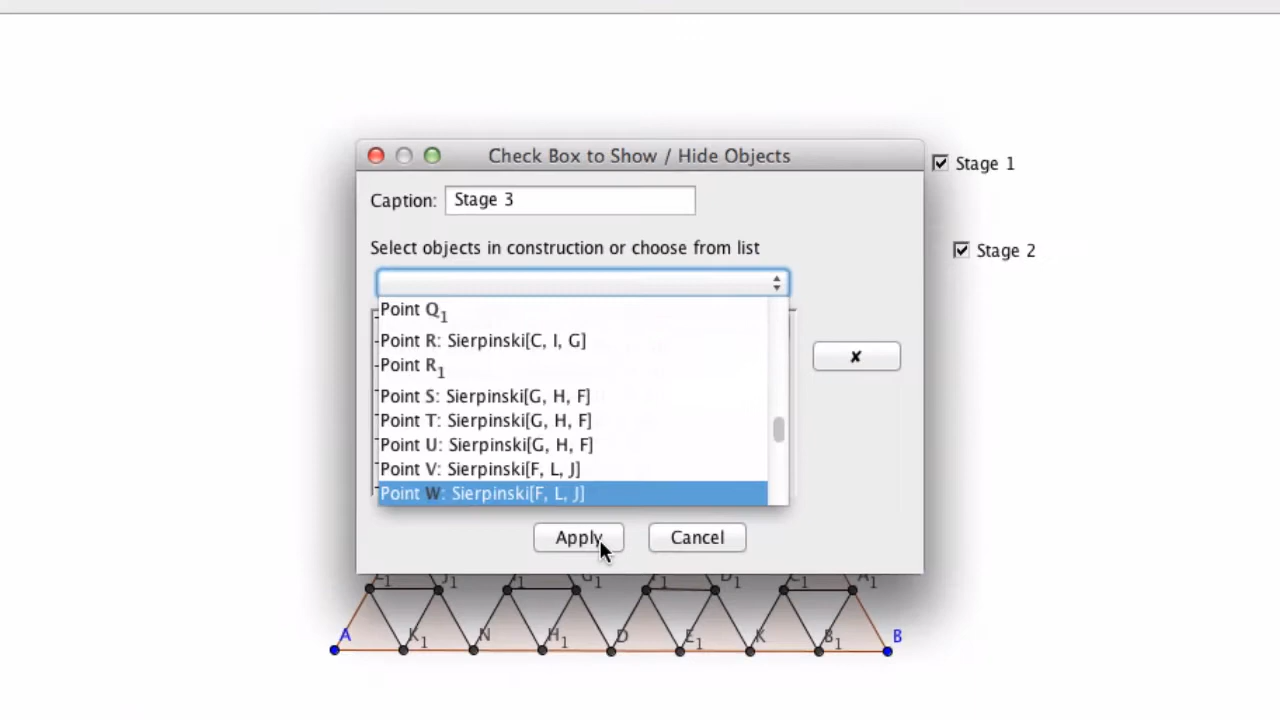 Check Box to Show / Hide Objects
Stage 1
Caption: Stage 3
Select objects in construction or choose from list
Stage 2
Point Q1
Point R: Sierpinski[C, I, G]
Point R1
Point S: Sierpinski[G, H, F]
Point T: Sierpinski[G, H, F]
Point U: Sierpinski[G, H, F]
Point V: Sierpinski[F, L, J]
Point W: Sierpinski[F, L, J]
Apply Cancel
A K1 N H1 D E1 K B1 B